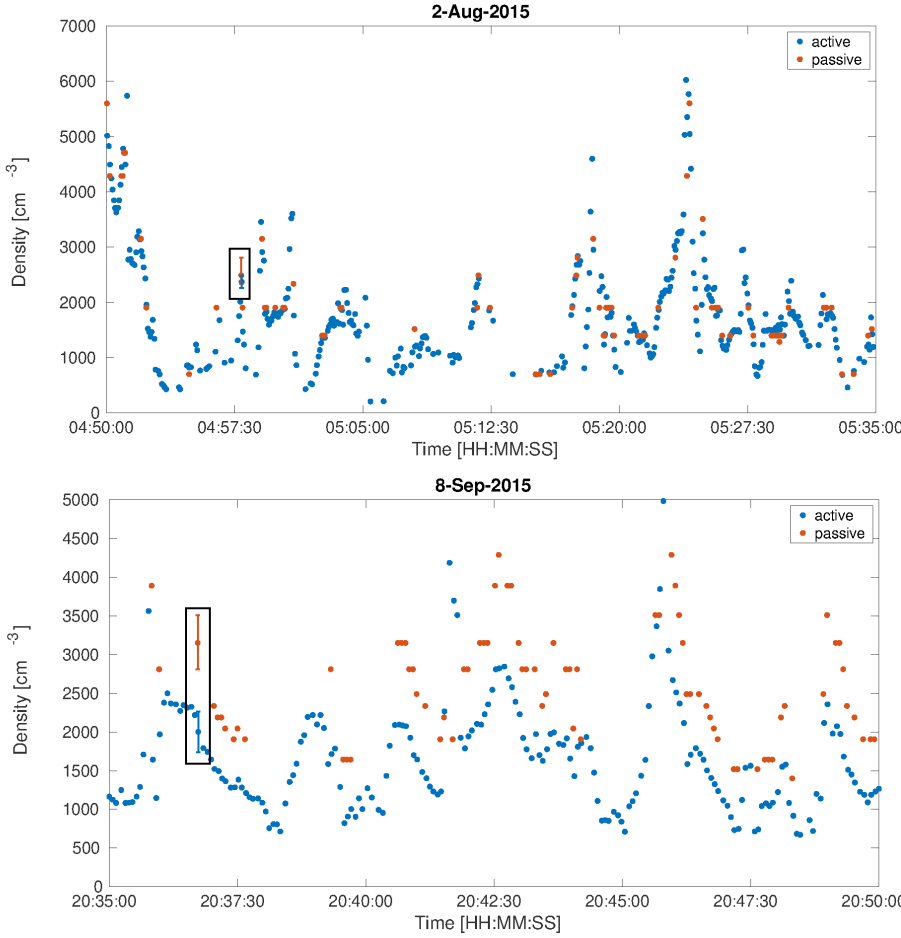 2-Aug-2015
7000
6000
5000
4000
3000
2000
1000
0
Density [cm -3]
active
passive
04:50:00 04:57:30 05:05:00 05:12:30 05:20:00 05:27:30 05:35:00
Time [HH:MM:SS]
8-Sep-2015
5000
4500
4000
3500
3000
2500
2000
1500
1000
500
0
Density [cm -3]
active
passive
20:35:00 20:37:30 20:40:00 20:42:30 20:45:00 20:47:30 20:50:00
Time [HH:MM:SS]